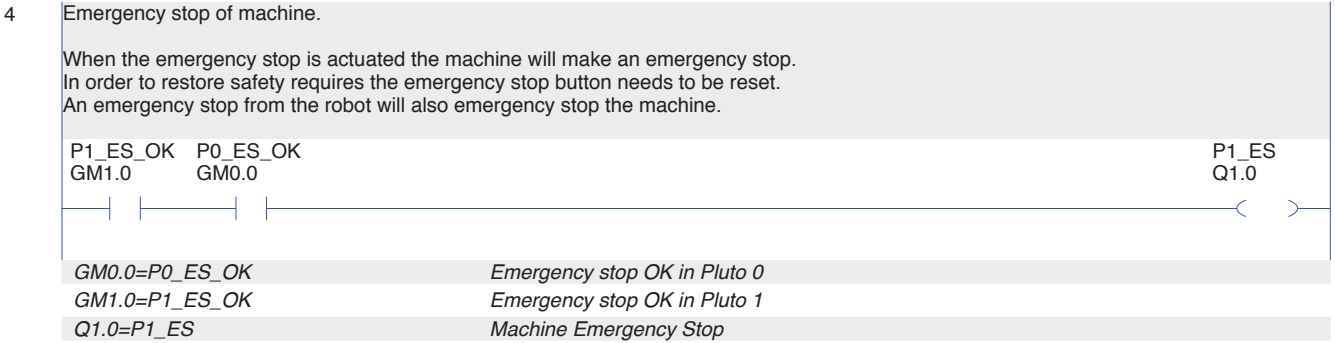 4 Emergency stop of machine.
When the emergency stop is actuated the machine will make an emergency stop.
In order to restore safety requires the emergency stop button needs to be reset.
An emergency stop from the robot will also emergency stop the machine.
P1_ES_OK P0_ES_OK P1_ES
GM1.0 GM0.0 Q1.0
GM0.0=P0_ES_OK Emergency stop OK in Pluto 0
GM1.0=P1_ES_OK Emergency stop OK in Pluto 1
Q1.0=P1_ES Machine Emergency Stop